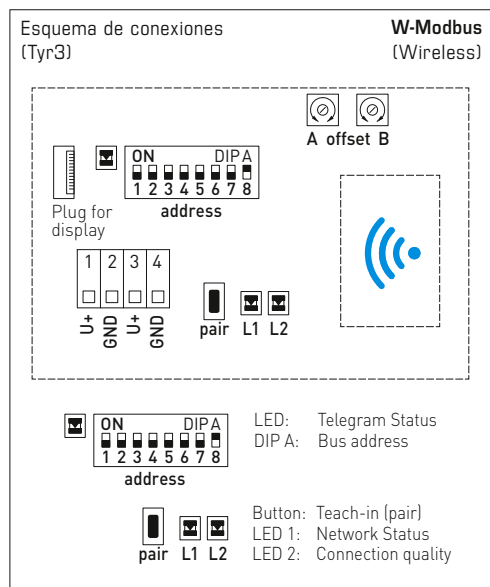 Esquema de conexiones
(Tyr3)
W-Modbus
(Wireless)
A offset B
ON DIP A
1 2 3 4 5 6 7 8
address
Plug for
display
1 2 3 4
U+ GND U+ GND
pair L1 L2
ON DIP A
1 2 3 4 5 6 7 8
address
LED: Telegram Status
DIP A: Bus address
pair L1 L2
Button: Teach-in (pair)
LED 1: Network Status
LED 2: Connection quality